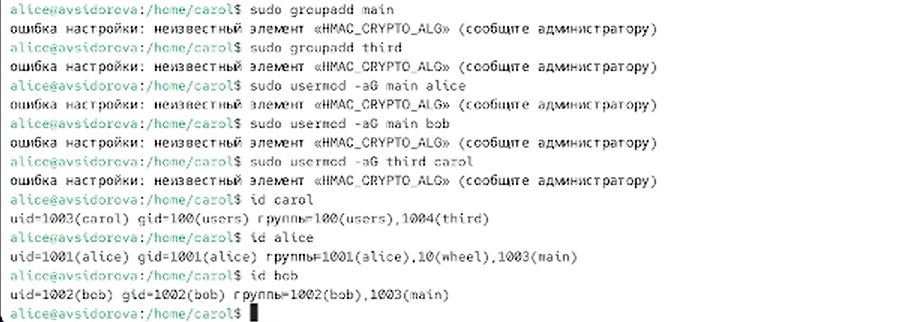 alice@avsidorova:/home/carol$ sudo groupadd main
ошибка настройки: неизвестный элемент «HMAC_CRYPTO_ALG» (сообщите администратору)
alice@avsidorova:/home/carol$ sudo groupadd third
ошибка настройки: неизвестный элемент «HMAC_CRYPTO_ALG» (сообщите администратору)
alice@avsidorova:/home/carol$ sudo usermod -aG main alice
ошибка настройки: неизвестный элемент «HMAC_CRYPTO_ALG» (сообщите администратору)
alice@avsidorova:/home/carol$ sudo usermod -aG main bob
ошибка настройки: неизвестный элемент «HMAC_CRYPTO_ALG» (сообщите администратору)
alice@avsidorova:/home/carol$ sudo usermod -aG third carol
ошибка настройки: неизвестный элемент «HMAC_CRYPTO_ALG» (сообщите администратору)
alice@avsidorova:/home/carol$ id carol
uid=1003(carol) gid=100(users) группы=100(users),1004(third)
alice@avsidorova:/home/carol$ id alice
uid=1001(alice) gid=1001(alice) группы=1001(alice),10(wheel),1003(main)
alice@avsidorova:/home/carol$ id bob
uid=1002(bob) gid=1002(bob) группы=1002(bob),1003(main)
alice@avsidorova:/home/carol$